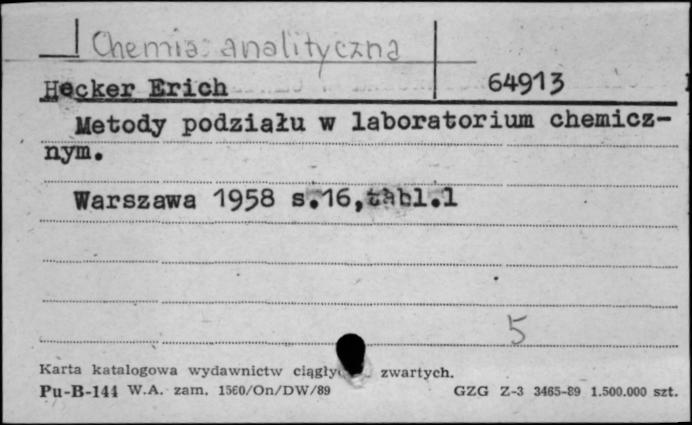 Chemia analityczna
Hecker Erich 64913
Metody podziału w laboratorium chemicz-
nym.
Warszawa 1958 s.16,tabl.1
5
Karta katalogowa wydawnictw zwartych.
Pu-B-144 W.A. zam. 1560/On/DW/89 GZG Z-3 3465-89 1.500.000 szt.